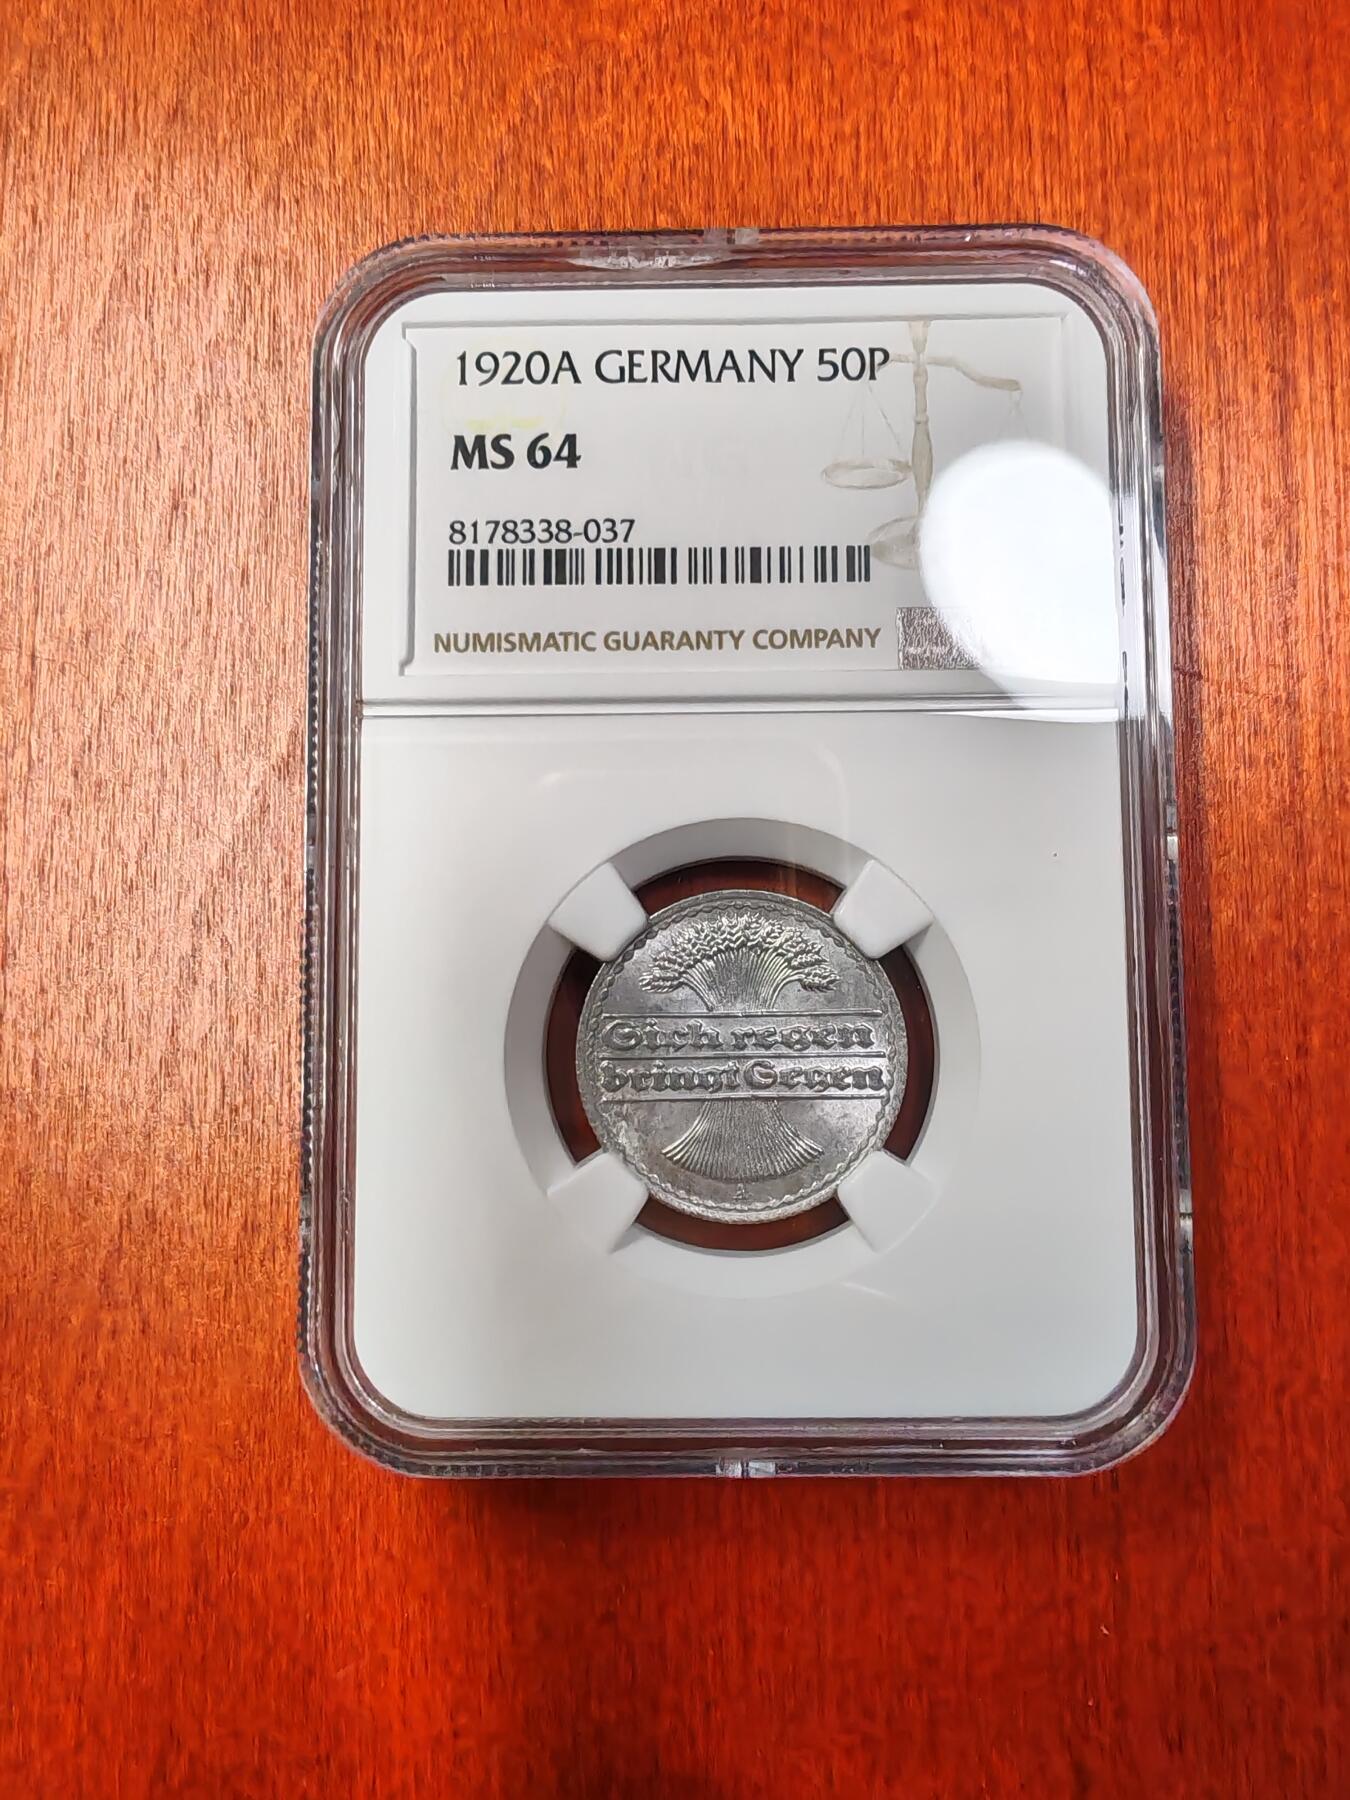 1920A GERMANY 50P
MS 64
8178338-037
NUMISMATIC GUARANTY COMPANY
Sich regen
bringt Segen
A